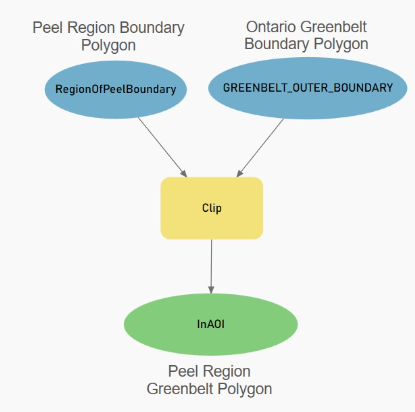 Peel Region Boundary
Polygon
Ontario Greenbelt
Boundary Polygon
RegionOfPeelBoundary
GREENBELT_OUTER_BOUNDARY
Clip
InAOI
Peel Region
Greenbelt Polygon